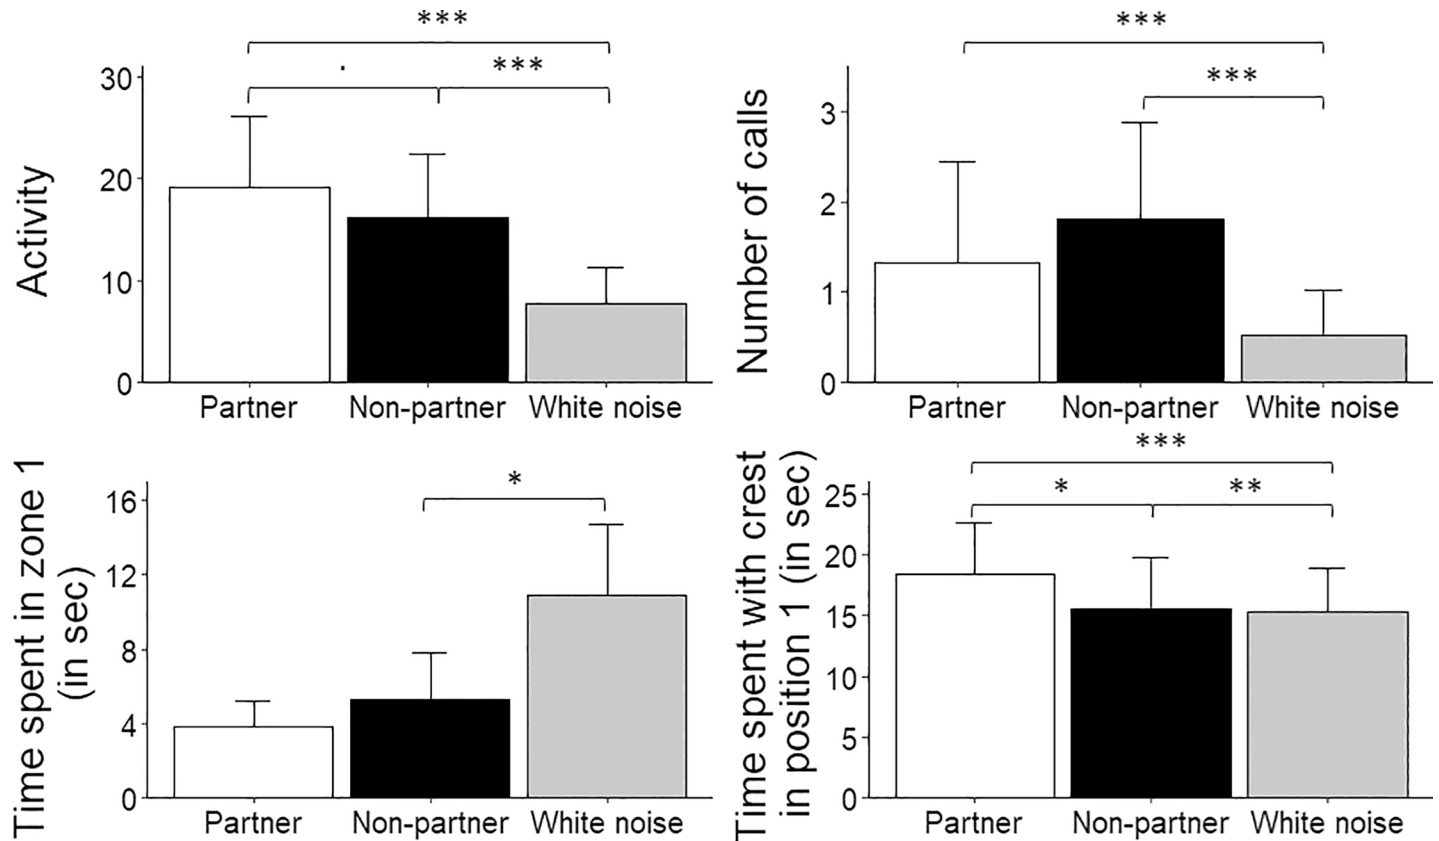 ***
. ***
30
20
10
0
Activity
Partner Non-partner White noise
***
***
3
2
1
0
Number of calls
Partner Non-partner White noise
*
16
12
8
4
0
Time spent in zone 1
(in sec)
Partner Non-partner White noise
***
* **
25
20
15
10
5
0
Time spent with crest
in position 1 (in sec)
Partner Non-partner White noise